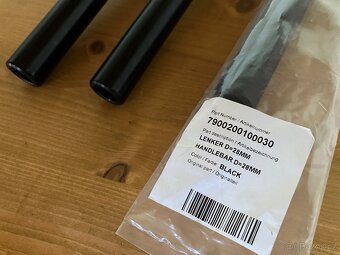 Part Number / Artikelnummer
7900200100030
Part description / Artikelbezeichnung
LENKER D=28MM
HANDLEBAR D=28MM
Color / Farbe: BLACK
Original part / Originalteil